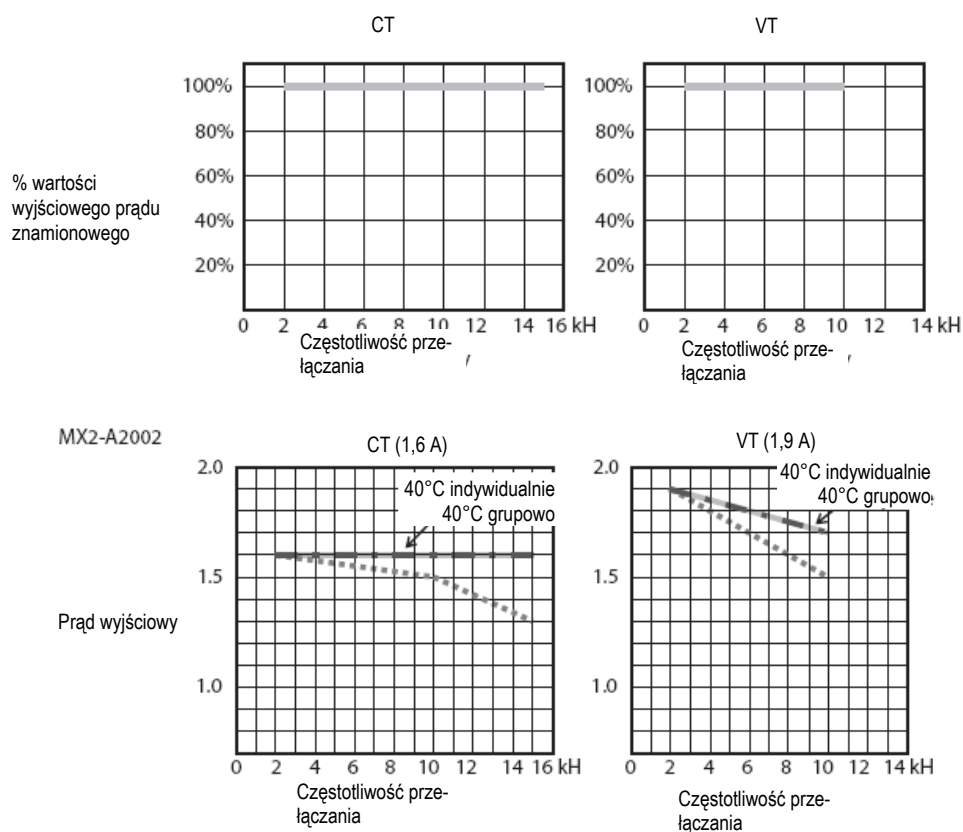 CT
VT
100%
80%
60%
40%
20%
% wartości
wyjściowego prądu
znamionowego
100%
80%
60%
40%
20%
0 2 4 6 8 10 12 14 16 kH
Częstotliwość prze-
łączania
0 2 4 6 8 10 12 14 kH
Częstotliwość prze-
łączania
MX2-A2002
CT (1,6 A)
VT (1,9 A)
2.0
1.5
1.0
40°C indywidualnie
40°C grupowo
Prąd wyjściowy
2.0
1.5
1.0
40°C indywidualnie
40°C grupowo
0 2 4 6 8 10 12 14 16 kH
Częstotliwość prze-
łączania
0 2 4 6 8 10 12 14 kH
Częstotliwość prze-
łączania